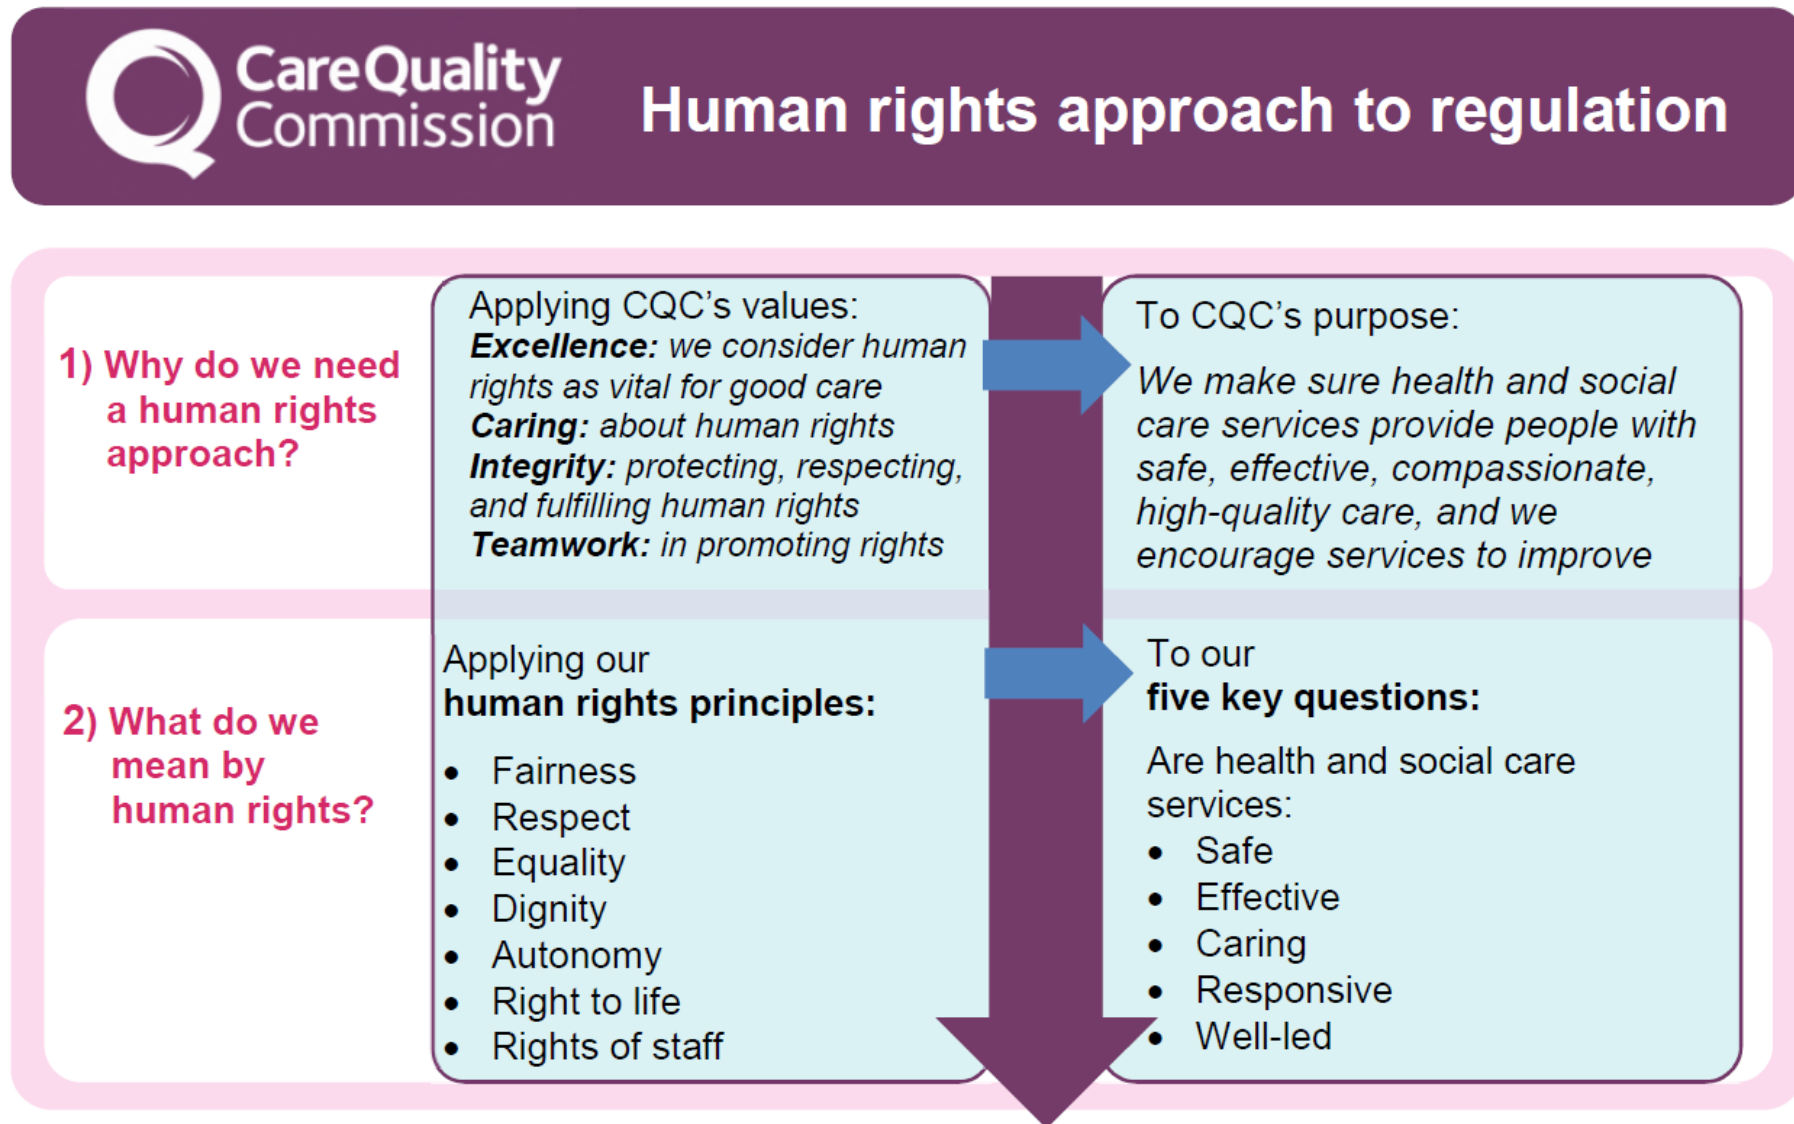 CareQuality
Commission
Human rights approach to regulation
1) Why do we need
a human rights
approach?
Applying CQC’s values:
Excellence: we consider human
rights as vital for good care
Caring: about human rights
Integrity: protecting, respecting,
and fulfilling human rights
Teamwork: in promoting rights
To CQC’s purpose:
We make sure health and social
care services provide people with
safe, effective, compassionate,
high-quality care, and we
encourage services to improve
2) What do we
mean by
human rights?
Applying our
human rights principles:
• Fairness
• Respect
• Equality
• Dignity
• Autonomy
• Right to life
• Rights of staff
To our
five key questions:
Are health and social care
services:
• Safe
• Effective
• Caring
• Responsive
• Well-led